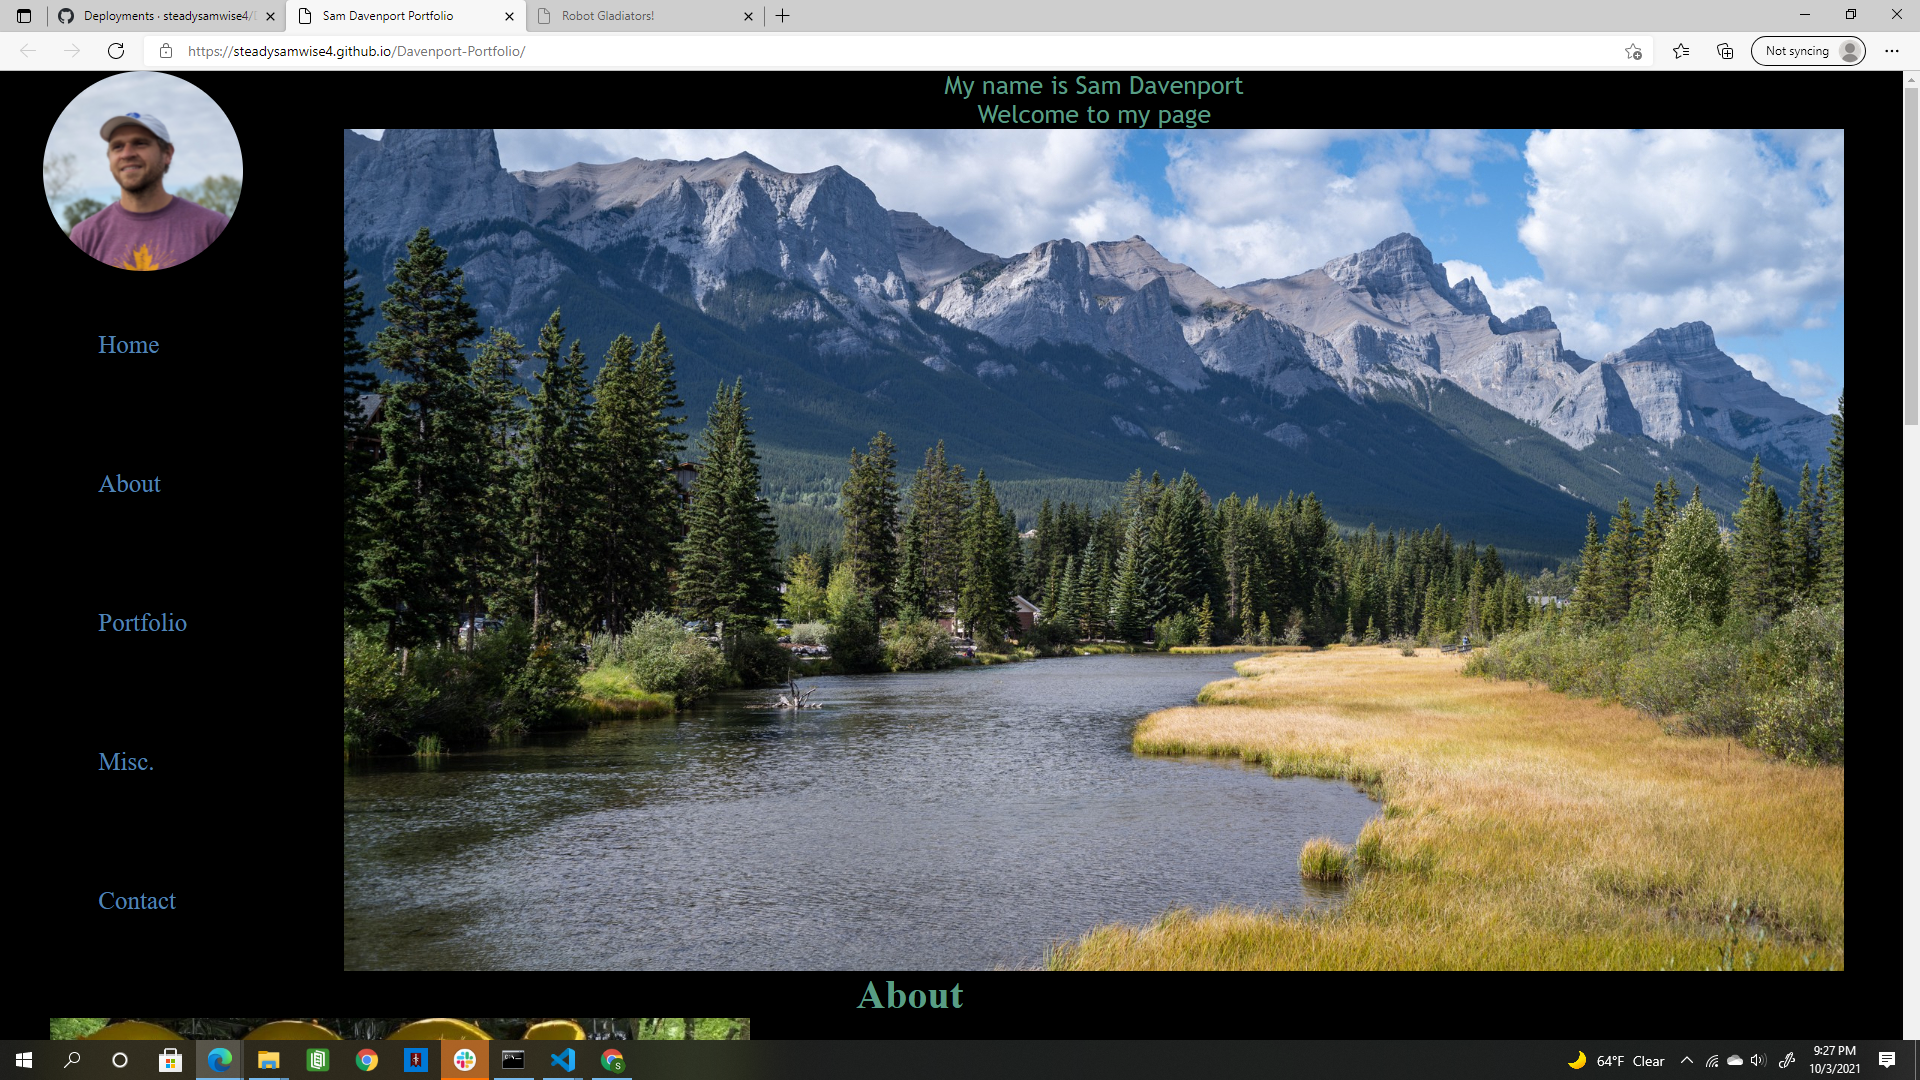 Deployments · steadysamwise4/
Sam Davenport Portfolio
Robot Gladiators!
https://steadysamwise4.github.io/Davenport-Portfolio/
Not syncing
My name is Sam Davenport
Welcome to my page
Home
About
Portfolio
Misc.
Contact
About
64°F Clear
9:27 PM
10/3/2021